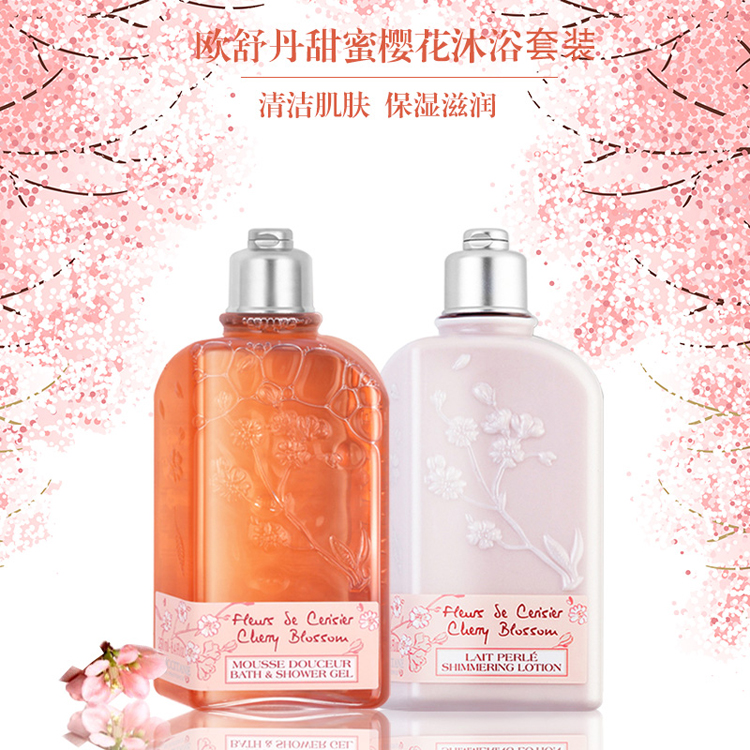 欧舒丹甜蜜樱花沐浴套装
清洁肌肤 保湿滋润
Fleurs de Cerisier
Cherry Blossom
MOUSSE DOUCEUR
BATH & SHOWER GEL
Fleurs de Cerisier
Cherry Blossom
LAIT PERLÉ
SHIMMERING LOTION